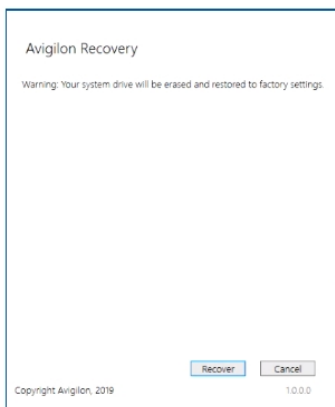 Avigilon Recovery
Warning: Your system drive will be erased and restored to factory settings.
Recover Cancel
Copyright Avigilon, 2019 1.0.0.0